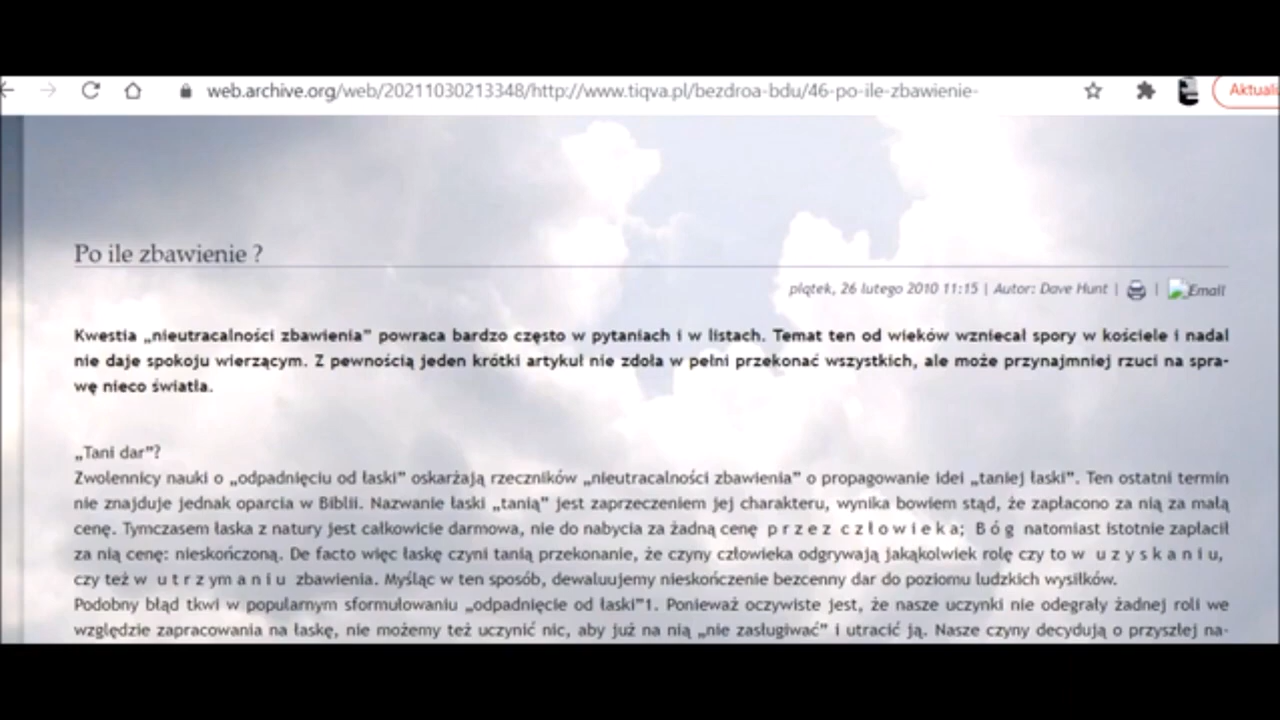 web.archive.org/web/20211030213348/http://www.tiqva.pl/bezdroa-bdu/46-po-ile-zbawienie-
Po ile zbawienie ?
piątek, 26 lutego 2010 11:15 | Autor: Dave Hunt | | Email
Kwestia „nieutracalności zbawienia” powraca bardzo często w pytaniach i w listach. Temat ten od wieków wzniecał spory w kościele i nadal
nie daje spokoju wierzącym. Z pewnością jeden krótki artykuł nie zdoła w pełni przekonać wszystkich, ale może przynajmniej rzuci na spra-
wę nieco światła.
„Tani dar”?
Zwolennicy nauki o „odpadnięciu od łaski” oskarżają rzeczników „nieutracalności zbawienia” o propagowanie idei „taniej łaski”. Ten ostatni termin
nie znajduje jednak oparcia w Biblii. Nazwanie łaski „tanią” jest zaprzeczeniem jej charakteru, wynika bowiem stąd, że zapłacono za nią za małą
cenę. Tymczasem łaska z natury jest całkowicie darmowa, nie do nabycia za żadną cenę p r z e z c z ł o w i e k a; B ó g natomiast istotnie zapłacił
za nią cenę: nieskończoną. De facto więc łaskę czyni tanią przekonanie, że czyny człowieka odgrywają jakąkolwiek rolę czy to w u z y s k a n i u,
czy też w u t r z y m a n i u zbawienia. Myśląc w ten sposób, dewaluujemy nieskończenie bezcenny dar do poziomu ludzkich wysiłków.
Podobny błąd tkwi w popularnym sformułowaniu „odpadnięcie od łaski”1. Ponieważ oczywiste jest, że nasze uczynki nie odegrały żadnej roli we
względzie zapracowania na łaskę, nie możemy też uczynić nic, aby już na nią „nie zasługiwać” i utracić ją. Nasze czyny decydują o przyszłej na-